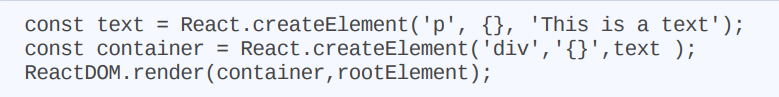 const text = React.createElement('p', {}, 'This is a text');
const container = React.createElement('div','{}',text );
ReactDOM.render(container,rootElement);